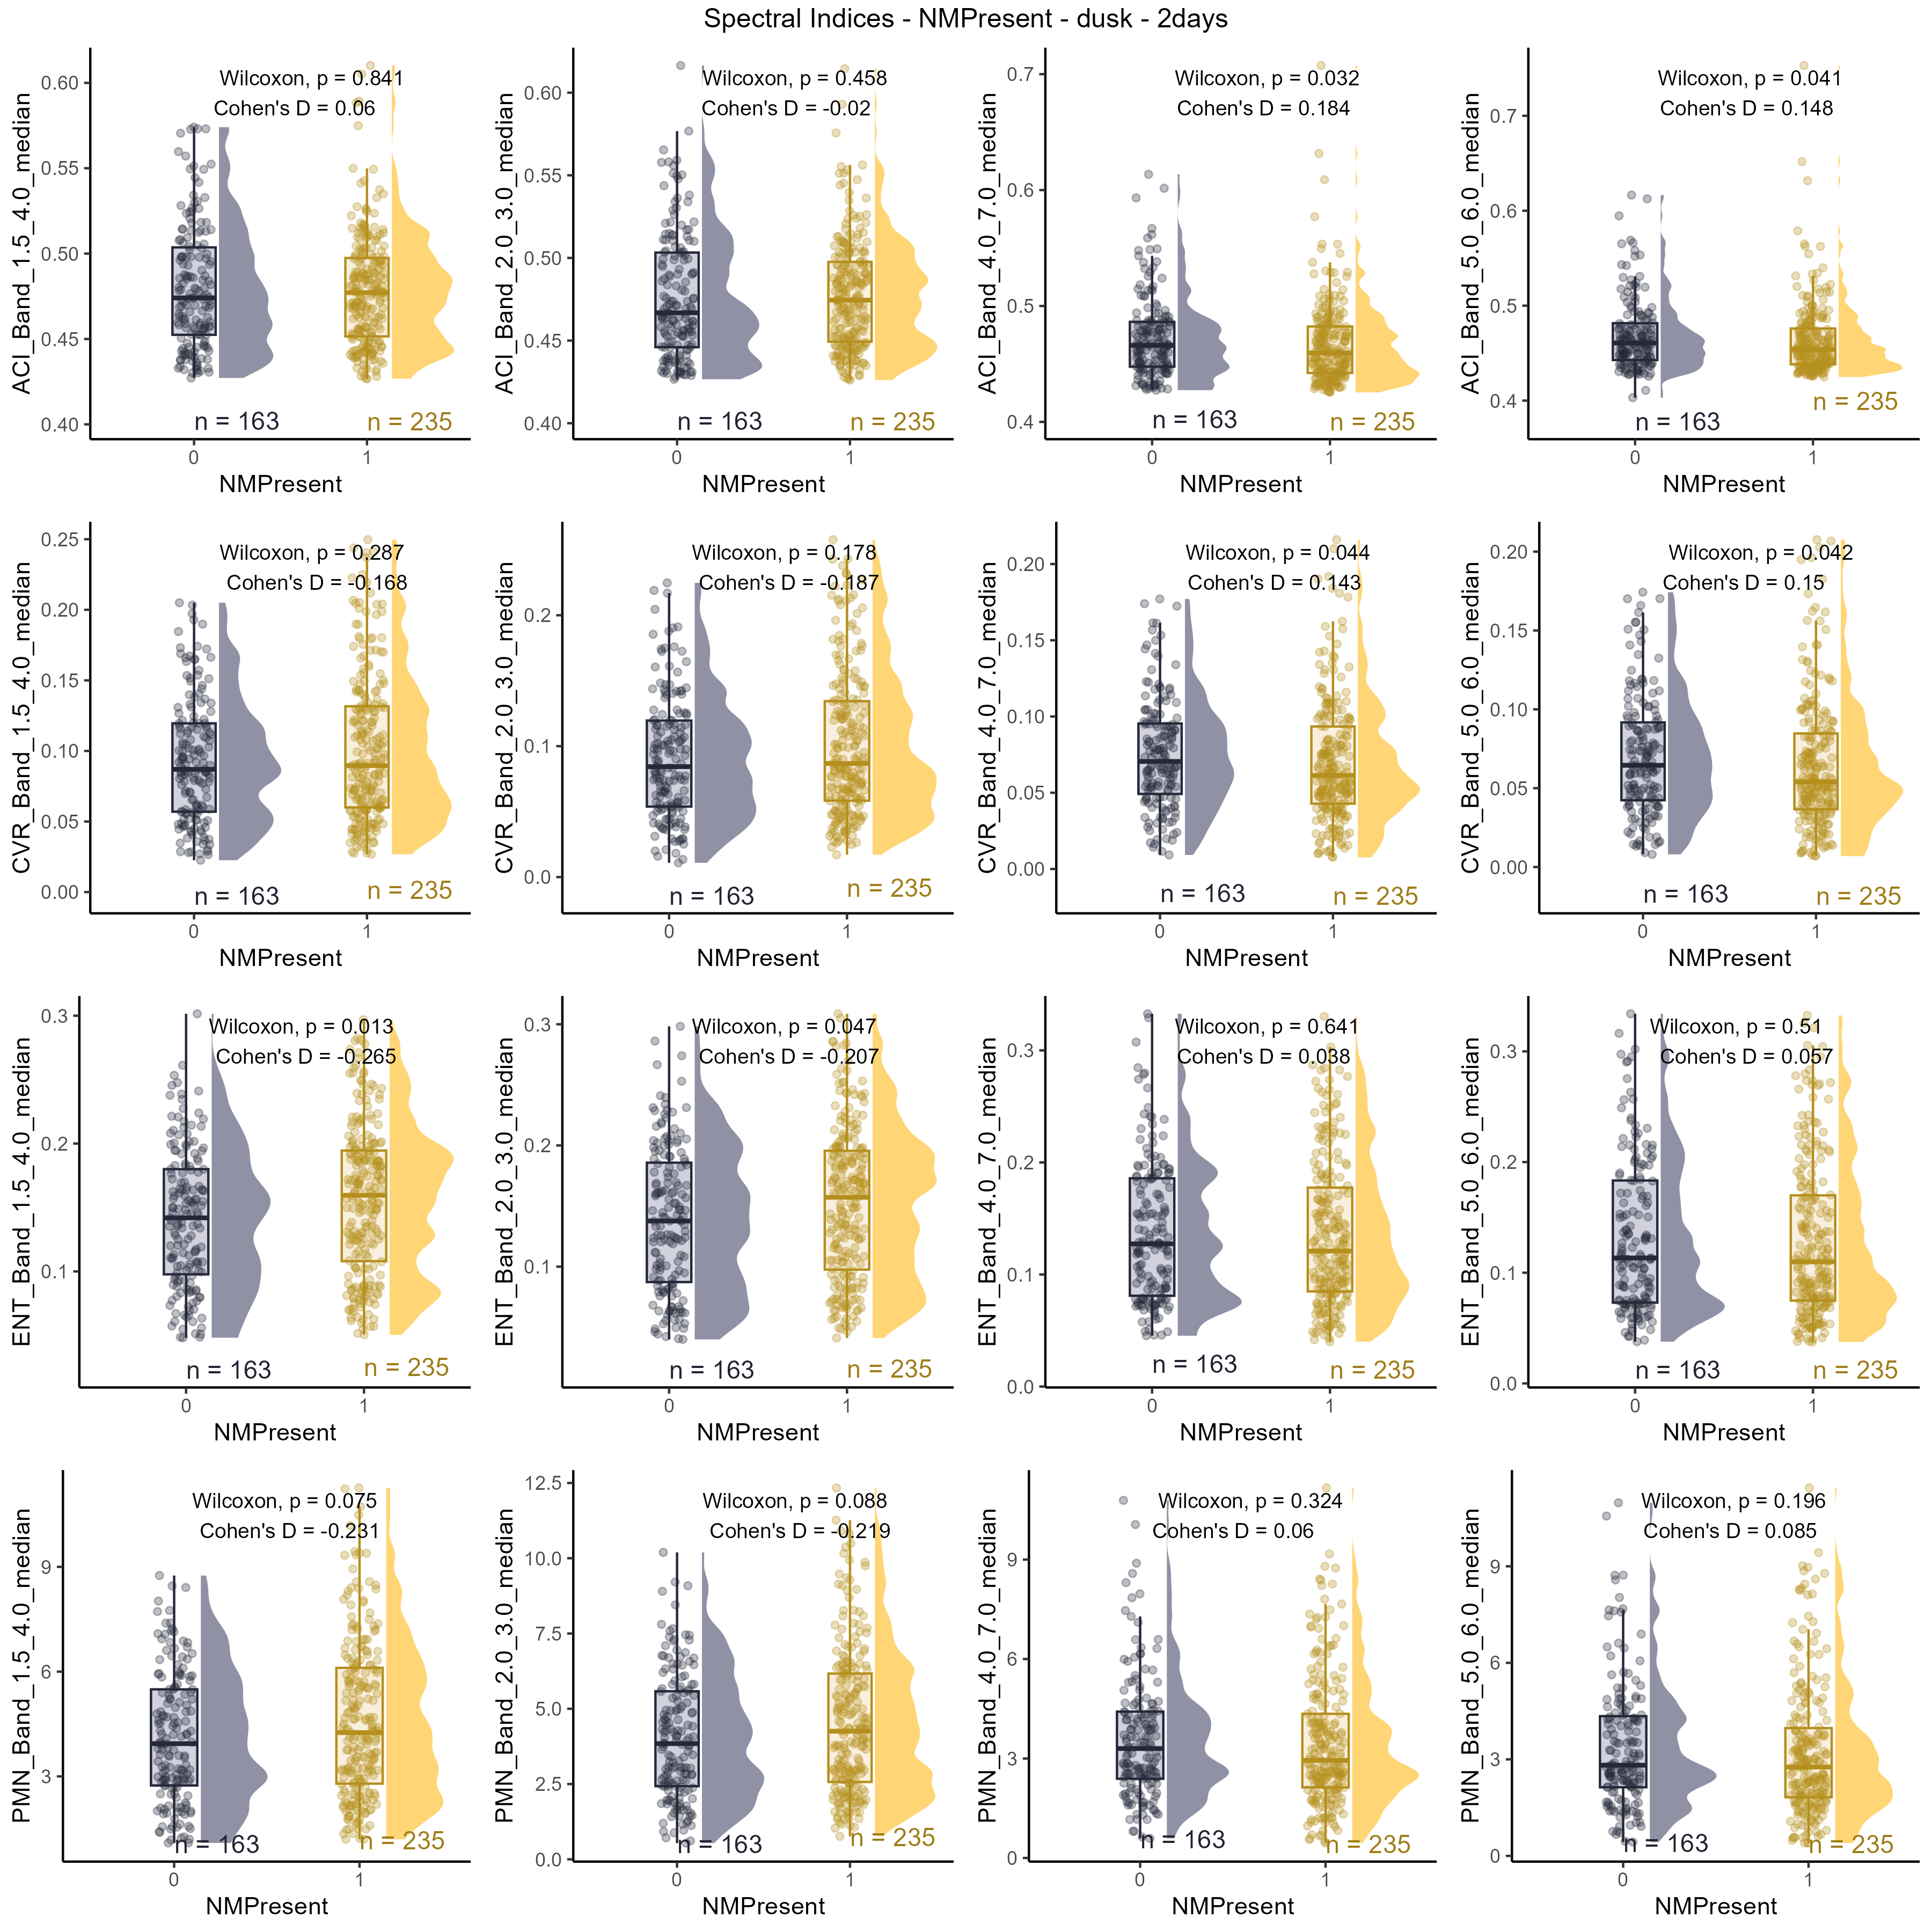 Spectral Indices - NMPresent - dusk - 2days
ACI_Band_1.5_4.0_median
0.60
0.55
0.50
0.45
0.40
Wilcoxon, p = 0.841
Cohen's D = 0.06
n = 163
n = 235
0
1
NMPresent
ACI_Band_2.0_3.0_median
0.60
0.55
0.50
0.45
0.40
Wilcoxon, p = 0.458
Cohen's D = -0.02
n = 163
n = 235
0
1
NMPresent
ACI_Band_4.0_7.0_median
0.7
0.6
0.5
0.4
Wilcoxon, p = 0.032
Cohen's D = 0.184
n = 163
n = 235
0
1
NMPresent
ACI_Band_5.0_6.0_median
0.7
0.6
0.5
0.4
Wilcoxon, p = 0.041
Cohen's D = 0.148
n = 163
n = 235
0
1
NMPresent
CVR_Band_1.5_4.0_median
0.25
0.20
0.15
0.10
0.05
0.00
Wilcoxon, p = 0.287
Cohen's D = -0.168
n = 163
n = 235
0
1
NMPresent
CVR_Band_2.0_3.0_median
0.2
0.1
0.0
Wilcoxon, p = 0.178
Cohen's D = -0.187
n = 163
n = 235
0
1
NMPresent
CVR_Band_4.0_7.0_median
0.20
0.15
0.10
0.05
0.00
Wilcoxon, p = 0.044
Cohen's D = 0.143
n = 163
n = 235
0
1
NMPresent
CVR_Band_5.0_6.0_median
0.20
0.15
0.10
0.05
0.00
Wilcoxon, p = 0.042
Cohen's D = 0.15
n = 163
n = 235
0
1
NMPresent
ENT_Band_1.5_4.0_median
0.3
0.2
0.1
Wilcoxon, p = 0.013
Cohen's D = -0.265
n = 163
n = 235
0
1
NMPresent
ENT_Band_2.0_3.0_median
0.3
0.2
0.1
Wilcoxon, p = 0.047
Cohen's D = -0.207
n = 163
n = 235
0
1
NMPresent
ENT_Band_4.0_7.0_median
0.3
0.2
0.1
0.0
Wilcoxon, p = 0.641
Cohen's D = 0.038
n = 163
n = 235
0
1
NMPresent
ENT_Band_5.0_6.0_median
0.3
0.2
0.1
0.0
Wilcoxon, p = 0.51
Cohen's D = 0.057
n = 163
n = 235
0
1
NMPresent
PMN_Band_1.5_4.0_median
9
6
3
Wilcoxon, p = 0.075
Cohen's D = -0.231
n = 163
n = 235
0
1
NMPresent
PMN_Band_2.0_3.0_median
12.5
10.0
7.5
5.0
2.5
0.0
Wilcoxon, p = 0.088
Cohen's D = -0.219
n = 163
n = 235
0
1
NMPresent
PMN_Band_4.0_7.0_median
9
6
3
0
Wilcoxon, p = 0.324
Cohen's D = 0.06
n = 163
n = 235
0
1
NMPresent
PMN_Band_5.0_6.0_median
9
6
3
0
Wilcoxon, p = 0.196
Cohen's D = 0.085
n = 163
n = 235
0
1
NMPresent